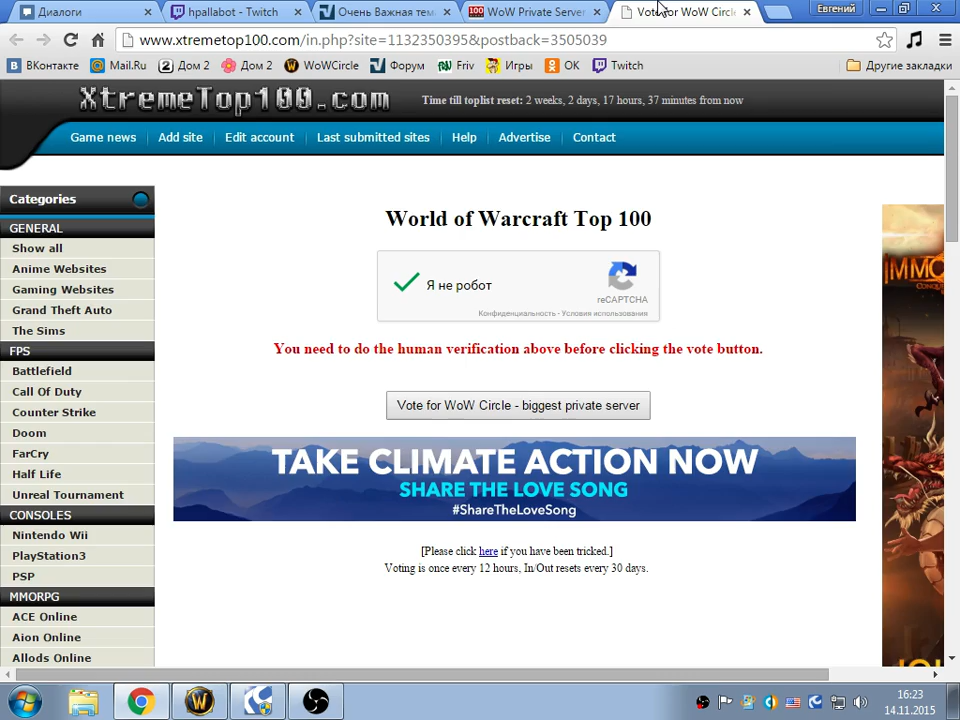 Диалоги
hpallabot - Twitch
Очень Важная тем
100 WoW Private Server
Vote for WoW Circl
Евгений
www.xtremetop100.com/in.php?site=1132350395&postback=3505039
ВКонтакте
Mail.Ru
Дом 2
Дом 2
WoWCircle
Форум
Friv
Игры
ОК
Twitch
Другие закладки
XtremeTop100.com
Time till toplist reset: 2 weeks, 2 days, 17 hours, 37 minutes from now
Game news
Add site
Edit account
Last submitted sites
Help
Advertise
Contact
Categories
GENERAL
Show all
Anime Websites
Gaming Websites
Grand Theft Auto
The Sims
FPS
Battlefield
Call Of Duty
Counter Strike
Doom
FarCry
Half Life
Unreal Tournament
CONSOLES
Nintendo Wii
PlayStation3
PSP
MMORPG
ACE Online
Aion Online
Allods Online
World of Warcraft Top 100
Я не робот
reCAPTCHA
Конфиденциальность - Условия использования
You need to do the human verification above before clicking the vote button.
Vote for WoW Circle - biggest private server
TAKE CLIMATE ACTION NOW
SHARE THE LOVE SONG
#ShareTheLoveSong
[Please click here if you have been tricked.]
Voting is once every 12 hours, In/Out resets every 30 days.
16:23
14.11.2015